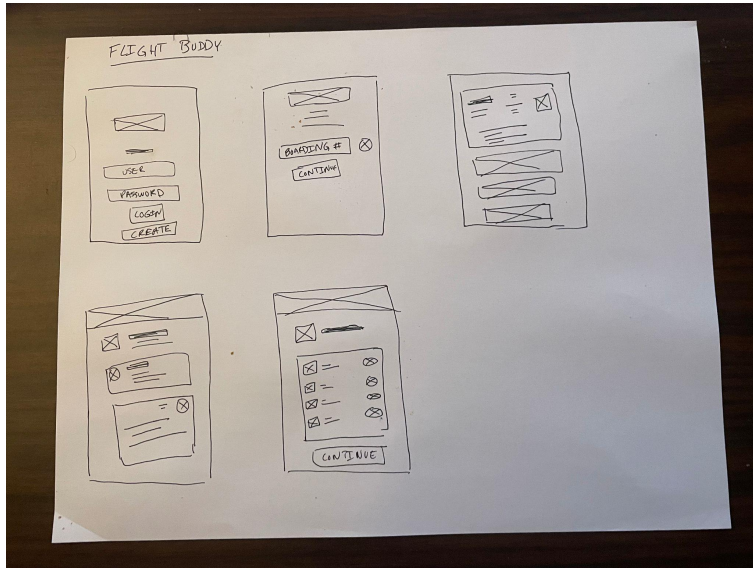 FLIGHT BUDDY
USER
PASSWORD
LOGIN
CREATE
BOARDING #
CONTINUE
CONTINUE